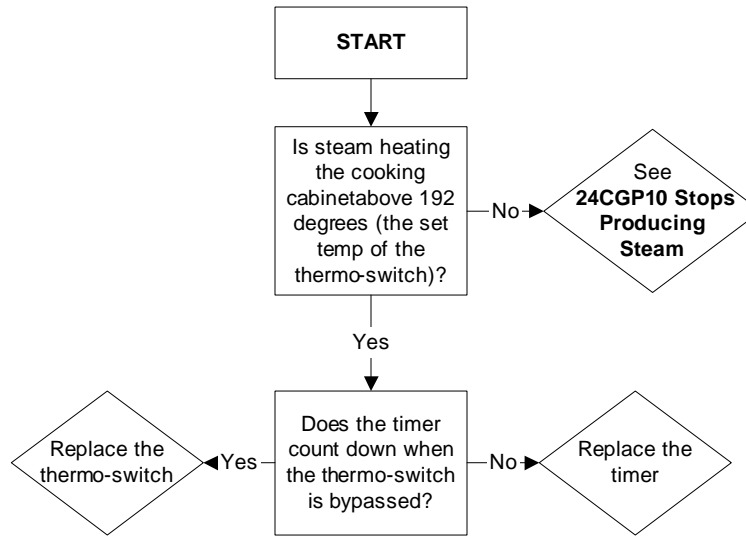 START
Is steam heating
the cooking
cabinetabove 192
degrees (the set
temp of the
thermo-switch)?
No
See
24CGP10 Stops
Producing
Steam
Yes
Does the timer
count down when
the thermo-switch
is bypassed?
Yes
Replace the
thermo-switch
No
Replace the
timer